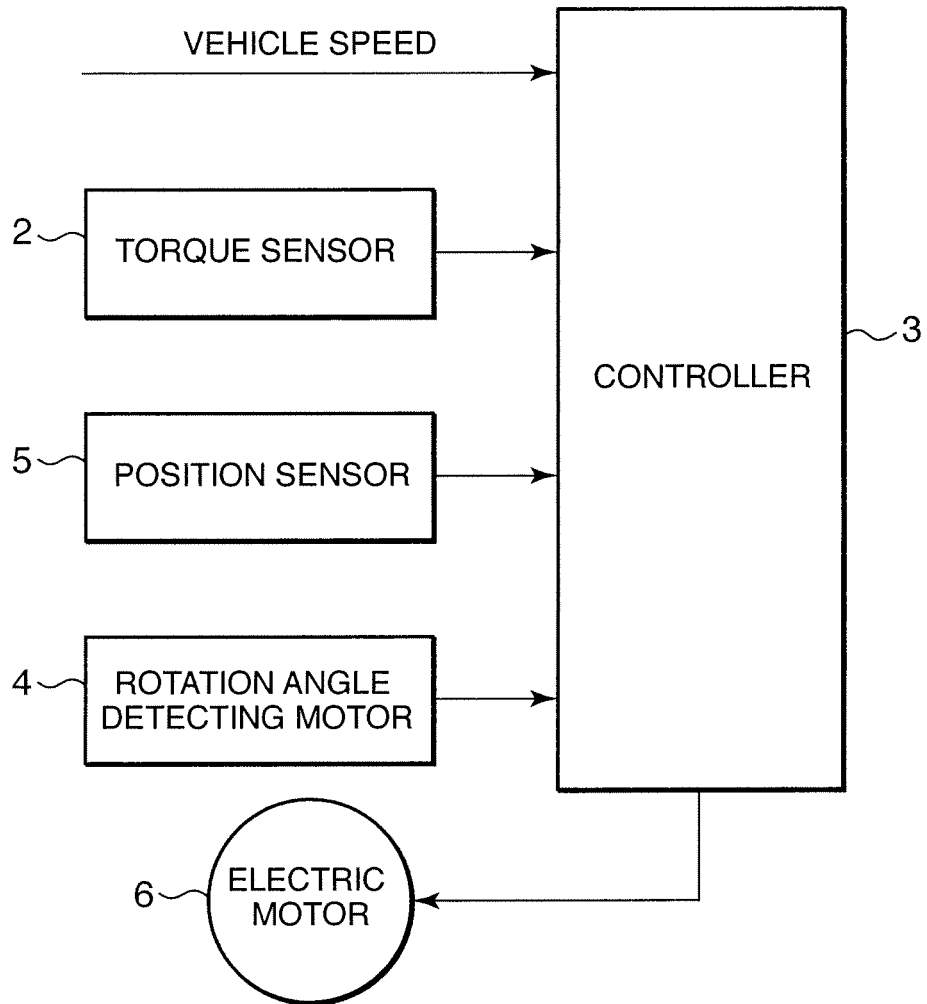 VEHICLE SPEED
2
TORQUE SENSOR
3
CONTROLLER
5
POSITION SENSOR
4
ROTATION ANGLE
DETECTING MOTOR
6
ELECTRIC
MOTOR